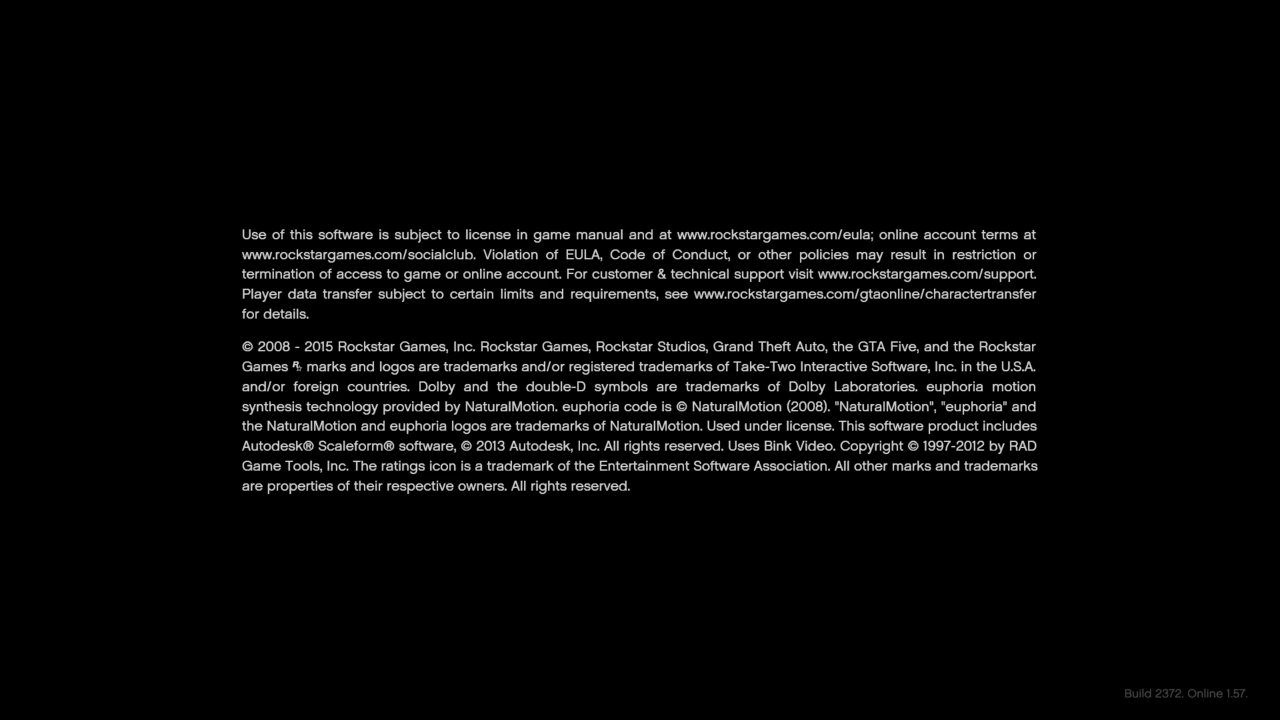 Use of this software is subject to license in game manual and at www.rockstargames.com/eula; online account terms at
www.rockstargames.com/socialclub. Violation of EULA, Code of Conduct, or other policies may result in restriction or
termination of access to game or online account. For customer & technical support visit www.rockstargames.com/support.
Player data transfer subject to certain limits and requirements, see www.rockstargames.com/gtaonline/charactertransfer
for details.
© 2008 - 2015 Rockstar Games, Inc. Rockstar Games, Rockstar Studios, Grand Theft Auto, the GTA Five, and the Rockstar
Games R* marks and logos are trademarks and/or registered trademarks of Take-Two Interactive Software, Inc. in the U.S.A.
and/or foreign countries. Dolby and the double-D symbols are trademarks of Dolby Laboratories. euphoria motion
synthesis technology provided by NaturalMotion. euphoria code is © NaturalMotion (2008). "NaturalMotion", "euphoria" and
the NaturalMotion and euphoria logos are trademarks of NaturalMotion. Used under license. This software product includes
Autodesk® Scaleform® software, © 2013 Autodesk, Inc. All rights reserved. Uses Bink Video. Copyright © 1997-2012 by RAD
Game Tools, Inc. The ratings icon is a trademark of the Entertainment Software Association. All other marks and trademarks
are properties of their respective owners. All rights reserved.
Build 2372. Online 1.57.